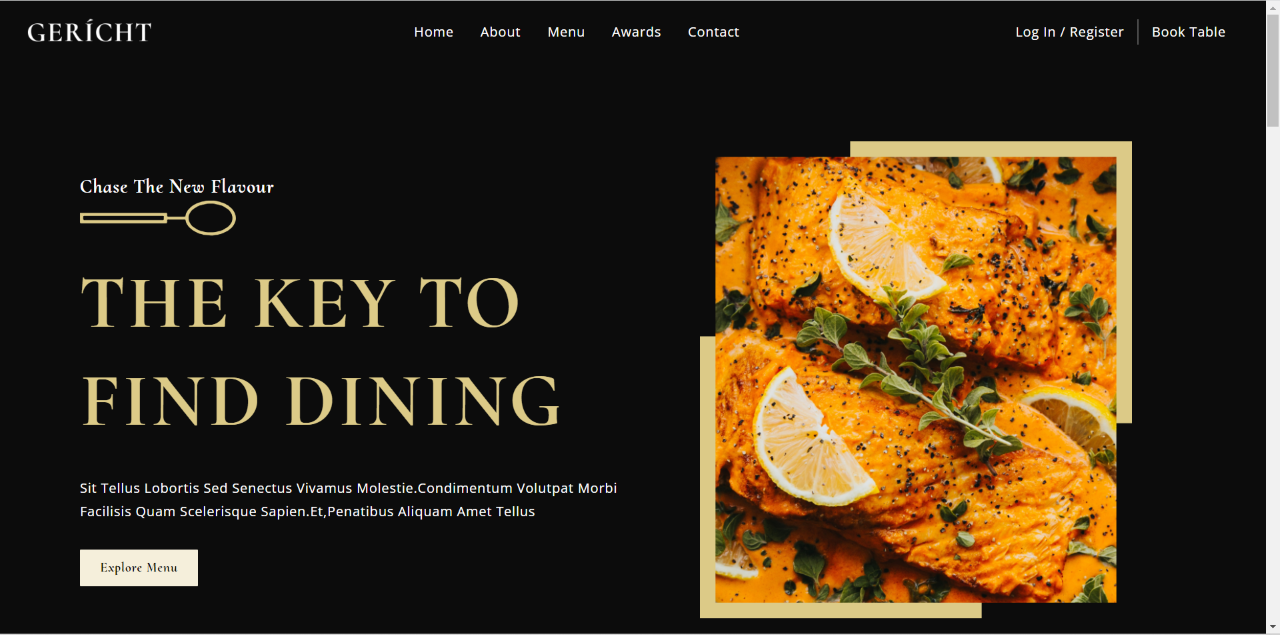 GERÍCHT
Home About Menu Awards Contact
Log In / Register Book Table
Chase The New Flavour
THE KEY TO
FIND DINING
Sit Tellus Lobortis Sed Senectus Vivamus Molestie.Condimentum Volutpat Morbi
Facilisis Quam Scelerisque Sapien.Et,Penatibus Aliquam Amet Tellus
Explore Menu